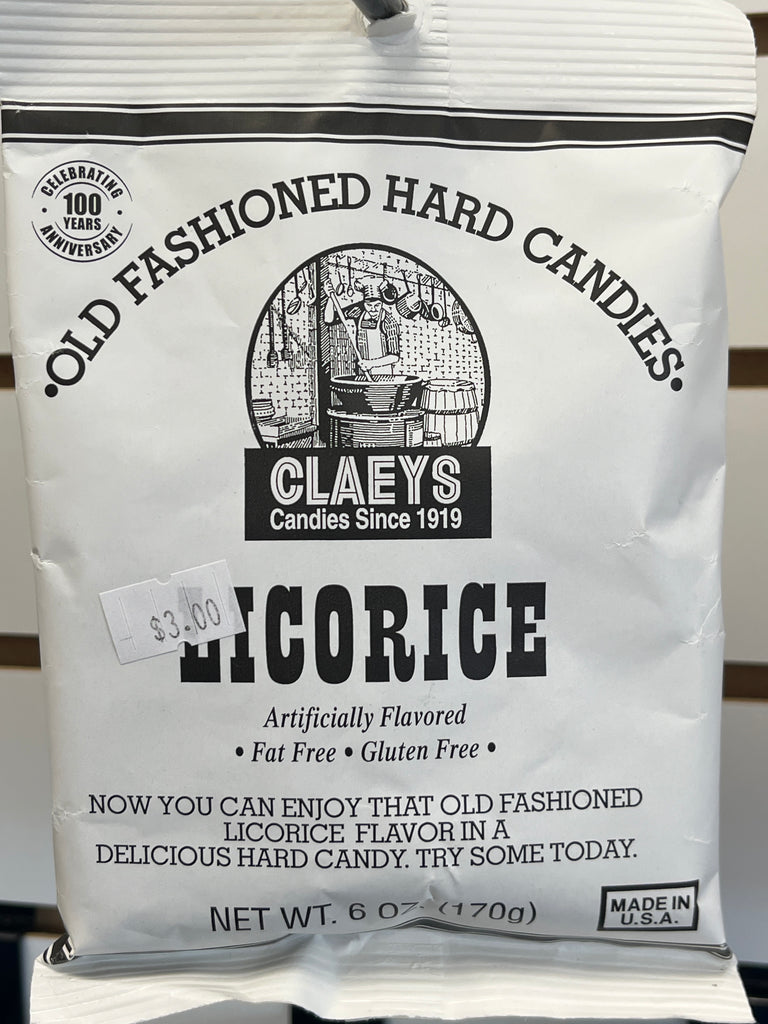 CELEBRATING
100
YEARS
ANNIVERSARY
•OLD FASHIONED HARD CANDIES•
CLAEYS
Candies Since 1919
$3.00
LICORICE
Artificially Flavored
• Fat Free • Gluten Free •
NOW YOU CAN ENJOY THAT OLD FASHIONED
LICORICE FLAVOR IN A
DELICIOUS HARD CANDY. TRY SOME TODAY.
NET WT. 6 OZ (170g)
MADE IN
U.S.A.